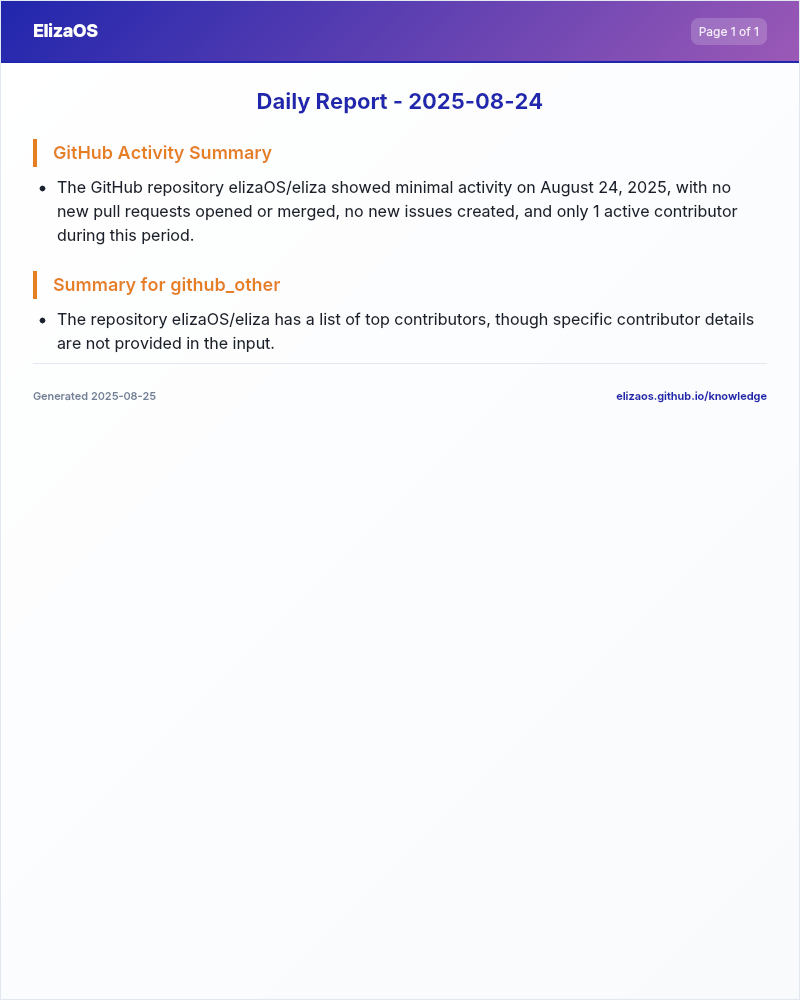 ElizaOS
Page 1 of 1
Daily Report - 2025-08-24
GitHub Activity Summary
• The GitHub repository elizaOS/eliza showed minimal activity on August 24, 2025, with no
new pull requests opened or merged, no new issues created, and only 1 active contributor
during this period.
Summary for github_other
• The repository elizaOS/eliza has a list of top contributors, though specific contributor details
are not provided in the input.
Generated 2025-08-25
elizaos.github.io/knowledge